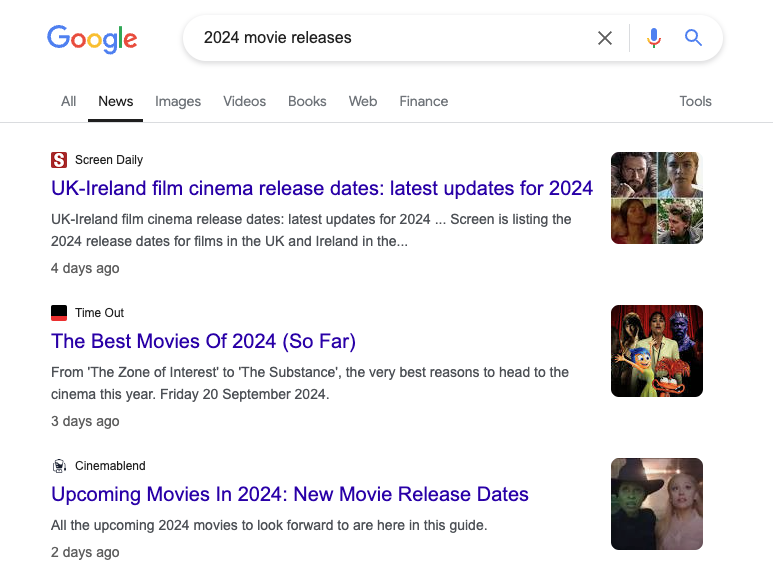 Google
2024 movie releases
All News Images Videos Books Web Finance Tools
Screen Daily
UK-Ireland film cinema release dates: latest updates for 2024
UK-Ireland film cinema release dates: latest updates for 2024 ... Screen is listing the
2024 release dates for films in the UK and Ireland in the...
4 days ago
Time Out
The Best Movies Of 2024 (So Far)
From 'The Zone of Interest' to 'The Substance', the very best reasons to head to the
cinema this year. Friday 20 September 2024.
3 days ago
Cinemablend
Upcoming Movies In 2024: New Movie Release Dates
All the upcoming 2024 movies to look forward to are here in this guide.
2 days ago